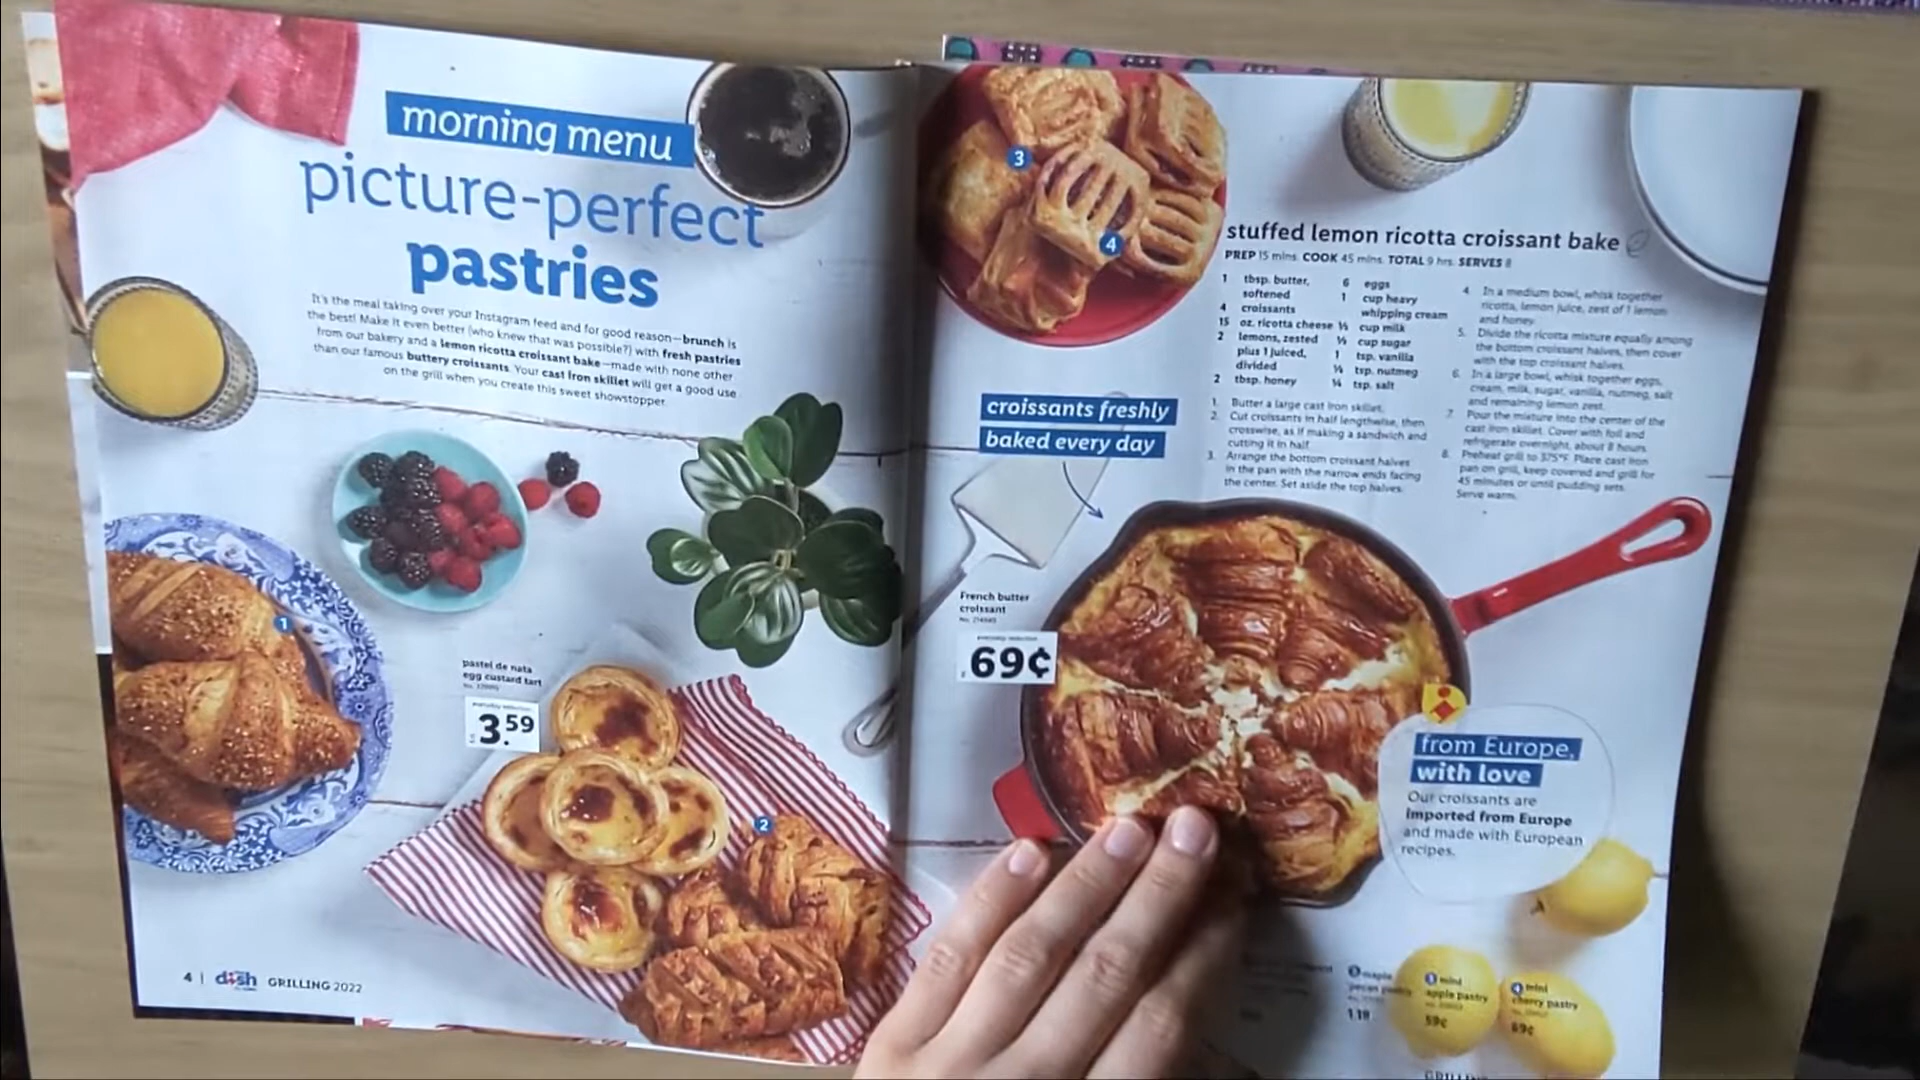 morning menu
picture-perfect
pastries
It's the meal taking over your Instagram feed and for good reason—brunch is
the best! Make it even better (who knew that was possible?) with fresh pastries
from our bakery and a lemon ricotta croissant bake—made with none other
than our famous buttery croissants. Your cast iron skillet will get a good use
on the grill when you create this sweet showstopper.
1
pastel de nata
egg custard tart
everyday selection
3.59
2
4 | dish GRILLING 2022
3
4
stuffed lemon ricotta croissant bake
PREP 15 mins. COOK 45 mins. TOTAL 9 hrs. SERVES 8
1 tbsp. butter,
softened
4 croissants
15 oz. ricotta cheese
2 lemons, zested
plus 1 juiced,
divided
2 tbsp. honey
6 eggs
1 cup heavy
whipping cream
cup milk
cup sugar
1 tsp. vanilla
tsp. nutmeg
¼ tsp. salt
1. Butter a large cast iron skillet.
2. Cut croissants in half lengthwise, then
crosswise, as if making a sandwich and
cutting it in half.
3. Arrange the bottom croissant halves
in the pan with the narrow ends facing
the center. Set aside the top halves.
4. In a medium bowl, whisk together
ricotta, lemon juice, zest of 1 lemon
and honey.
5. Divide the ricotta mixture equally among
the bottom croissant halves, then cover
with the top croissant halves.
6. In a large bowl, whisk together eggs,
cream, milk, sugar, vanilla, nutmeg, salt
and remaining lemon zest.
7. Pour the mixture into the center of the
cast iron skillet. Cover with foil and
refrigerate overnight, about 8 hours.
8. Preheat grill to 375°F. Place cast iron
pan on grill, keep covered and grill for
45 minutes or until pudding sets.
Serve warm.
croissants freshly
baked every day
French butter
croissant
everyday selection
69¢
from Europe,
with love
Our croissants are
imported from Europe
and made with European
recipes.
maple
pecan pastry
1.19
3 mini
apple pastry
59¢
4 mini
cherry pastry
69¢